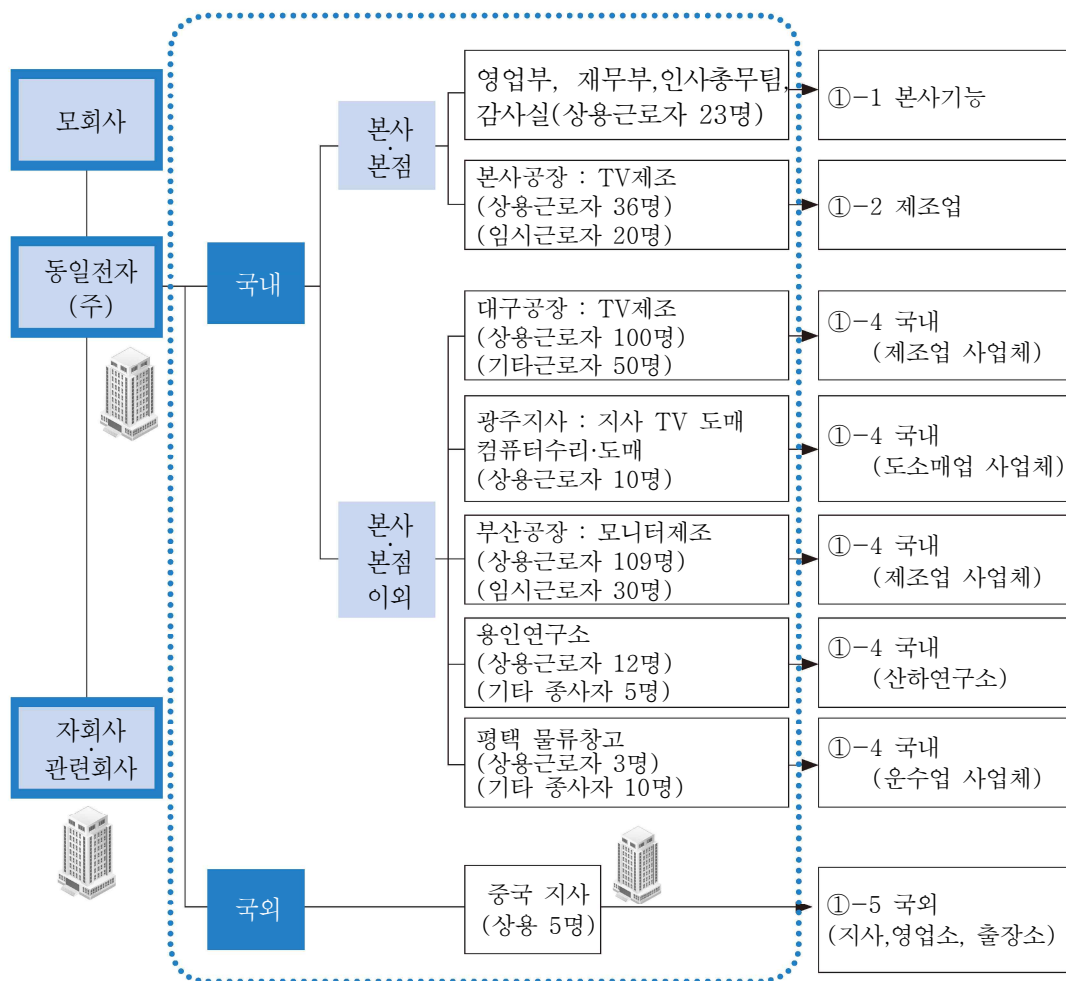 모회사
동일전자
(주)
자회사
·
관련회사
국내
국외
본사
·
본점
본사
·
본점
이외
영업부, 재무부,인사총무팀,
감사실(상용근로자 23명)
①-1 본사기능
본사공장 : TV제조
(상용근로자 36명)
(임시근로자 20명)
①-2 제조업
대구공장 : TV제조
(상용근로자 100명)
(기타근로자 50명)
①-4 국내
(제조업 사업체)
광주지사 : 지사 TV 도매
컴퓨터수리·도매
(상용근로자 10명)
①-4 국내
(도소매업 사업체)
부산공장 : 모니터제조
(상용근로자 109명)
(임시근로자 30명)
①-4 국내
(제조업 사업체)
용인연구소
(상용근로자 12명)
(기타 종사자 5명)
①-4 국내
(산하연구소)
평택 물류창고
(상용근로자 3명)
(기타 종사자 10명)
①-4 국내
(운수업 사업체)
중국 지사
(상용 5명)
①-5 국외
(지사,영업소, 출장소)